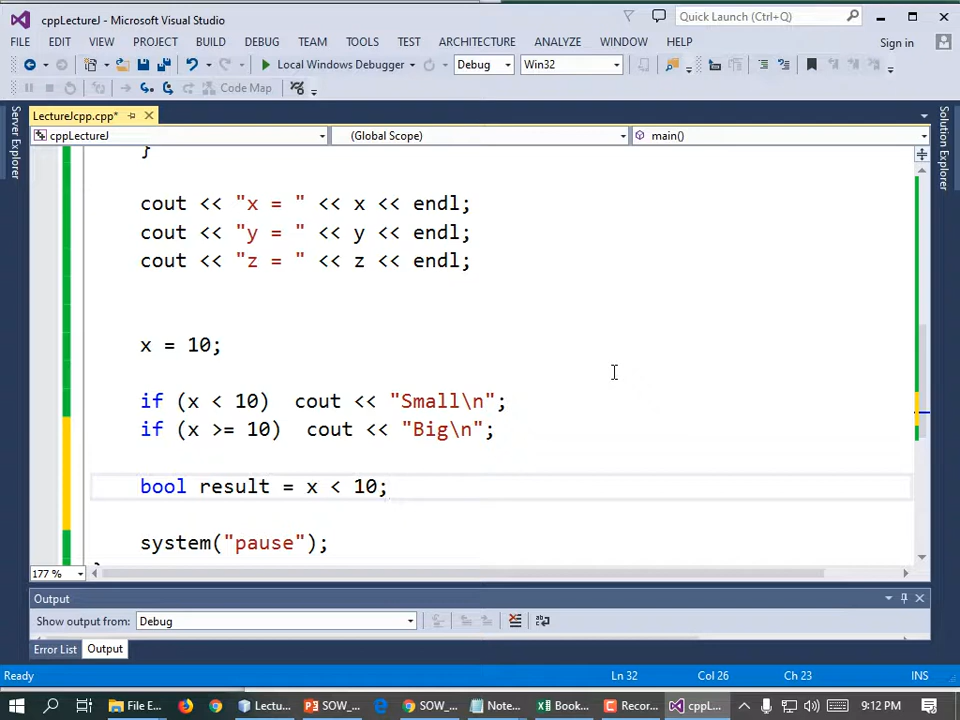 cppLectureJ - Microsoft Visual Studio
Quick Launch (Ctrl+Q)
FILE EDIT VIEW PROJECT BUILD DEBUG TEAM TOOLS TEST ARCHITECTURE ANALYZE WINDOW HELP Sign in
Local Windows Debugger Debug Win32
Code Map
LectureJcpp.cpp*
cppLectureJ (Global Scope) main()
Server Explorer
Solution Explorer
}
cout << "x = " << x << endl;
cout << "y = " << y << endl;
cout << "z = " << z << endl;
x = 10;
if (x < 10)  cout << "Small\n";
if (x >= 10)  cout << "Big\n";
bool result = x < 10;
system("pause");
177 %
Output
Show output from: Debug
Error List Output
Ready Ln 32 Col 26 Ch 23 INS
File E... Lectu... SOW_... SOW_... Note... Book... Recor... cppL... 9:12 PM